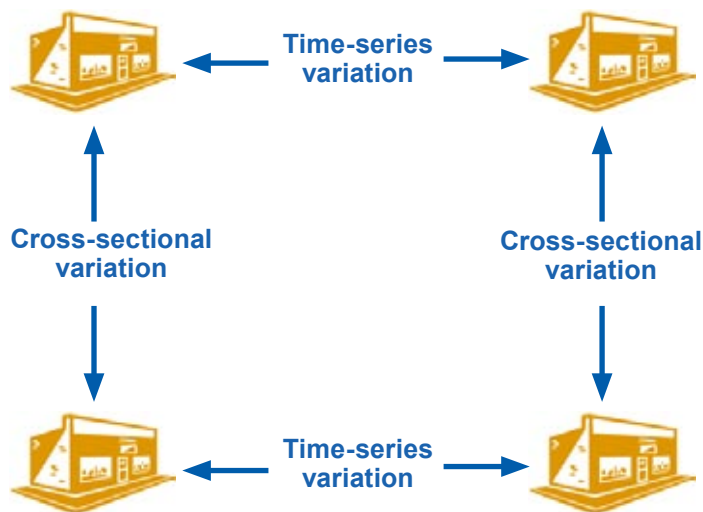 Time-series
variation
Cross-sectional
variation
Cross-sectional
variation
Time-series
variation